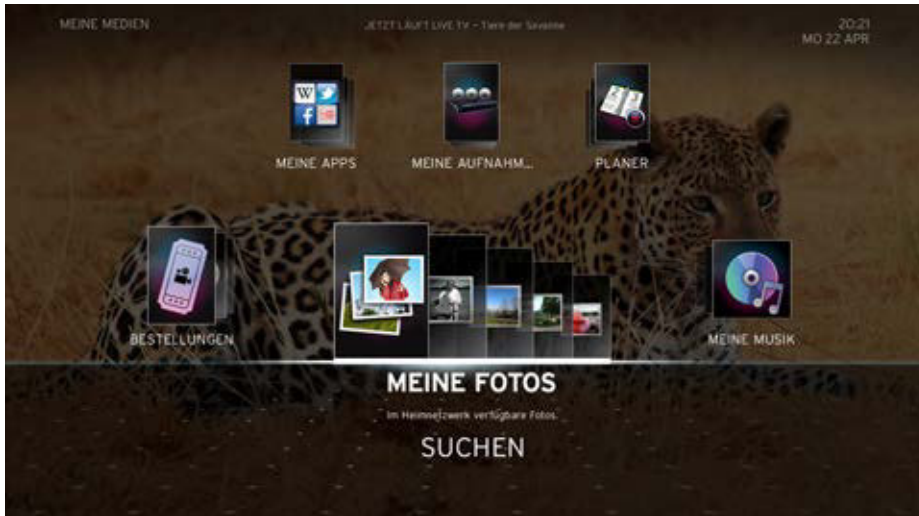 MEINE MEDIEN
JETZT LÄUFT LIVE TV - Tiere der Savanne
20:21
MO 22 APR
W
f
MEINE APPS
MEINE AUFNAHM...
PLANER
BESTELLUNGEN
MEINE MUSIK
MEINE FOTOS
Im Heimnetzwerk verfügbare Fotos.
SUCHEN